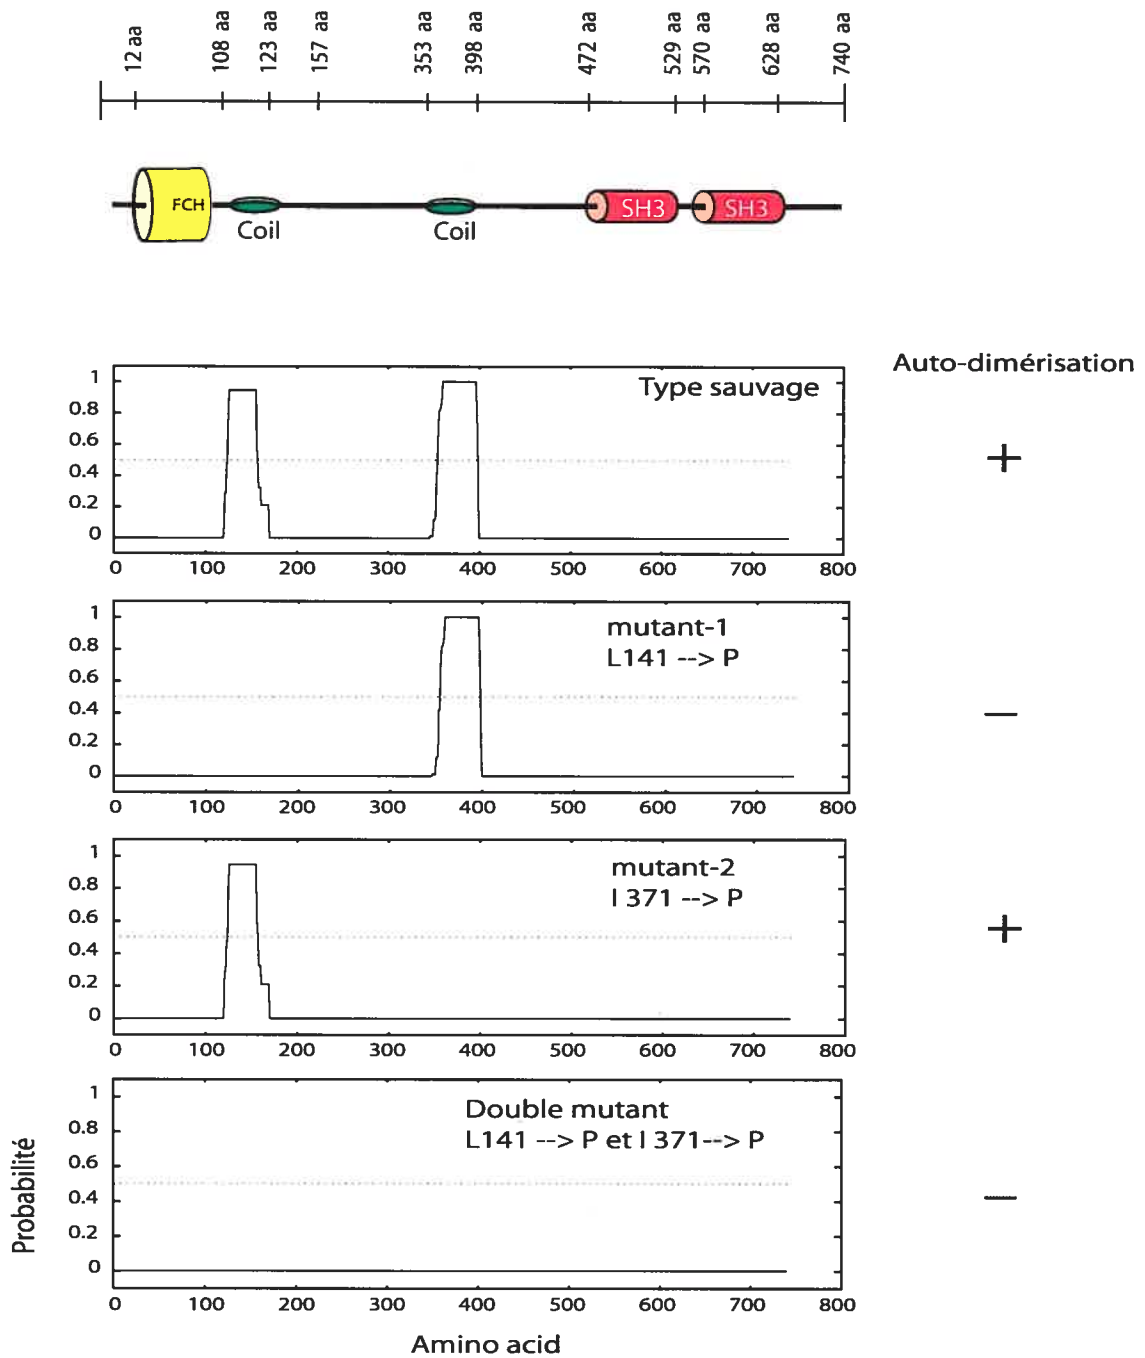 12 aa
108 aa
123 aa
157 aa
353 aa
398 aa
472 aa
529 aa
570 aa
628 aa
740 aa
FCH
Coil
Coil
SH3
SH3
Auto-dimérisation
Type sauvage
1
0.8
0.6
0.4
0.2
0
0 100 200 300 400 500 600 700 800
+
mutant-1
L141 --> P
1
0.8
0.6
0.4
0.2
0
0 100 200 300 400 500 600 700 800
—
mutant-2
I 371 --> P
1
0.8
0.6
0.4
0.2
0
0 100 200 300 400 500 600 700 800
+
Double mutant
L141 --> P et I 371--> P
1
0.8
0.6
0.4
0.2
0
0 100 200 300 400 500 600 700 800
—
Probabilité
Amino acid